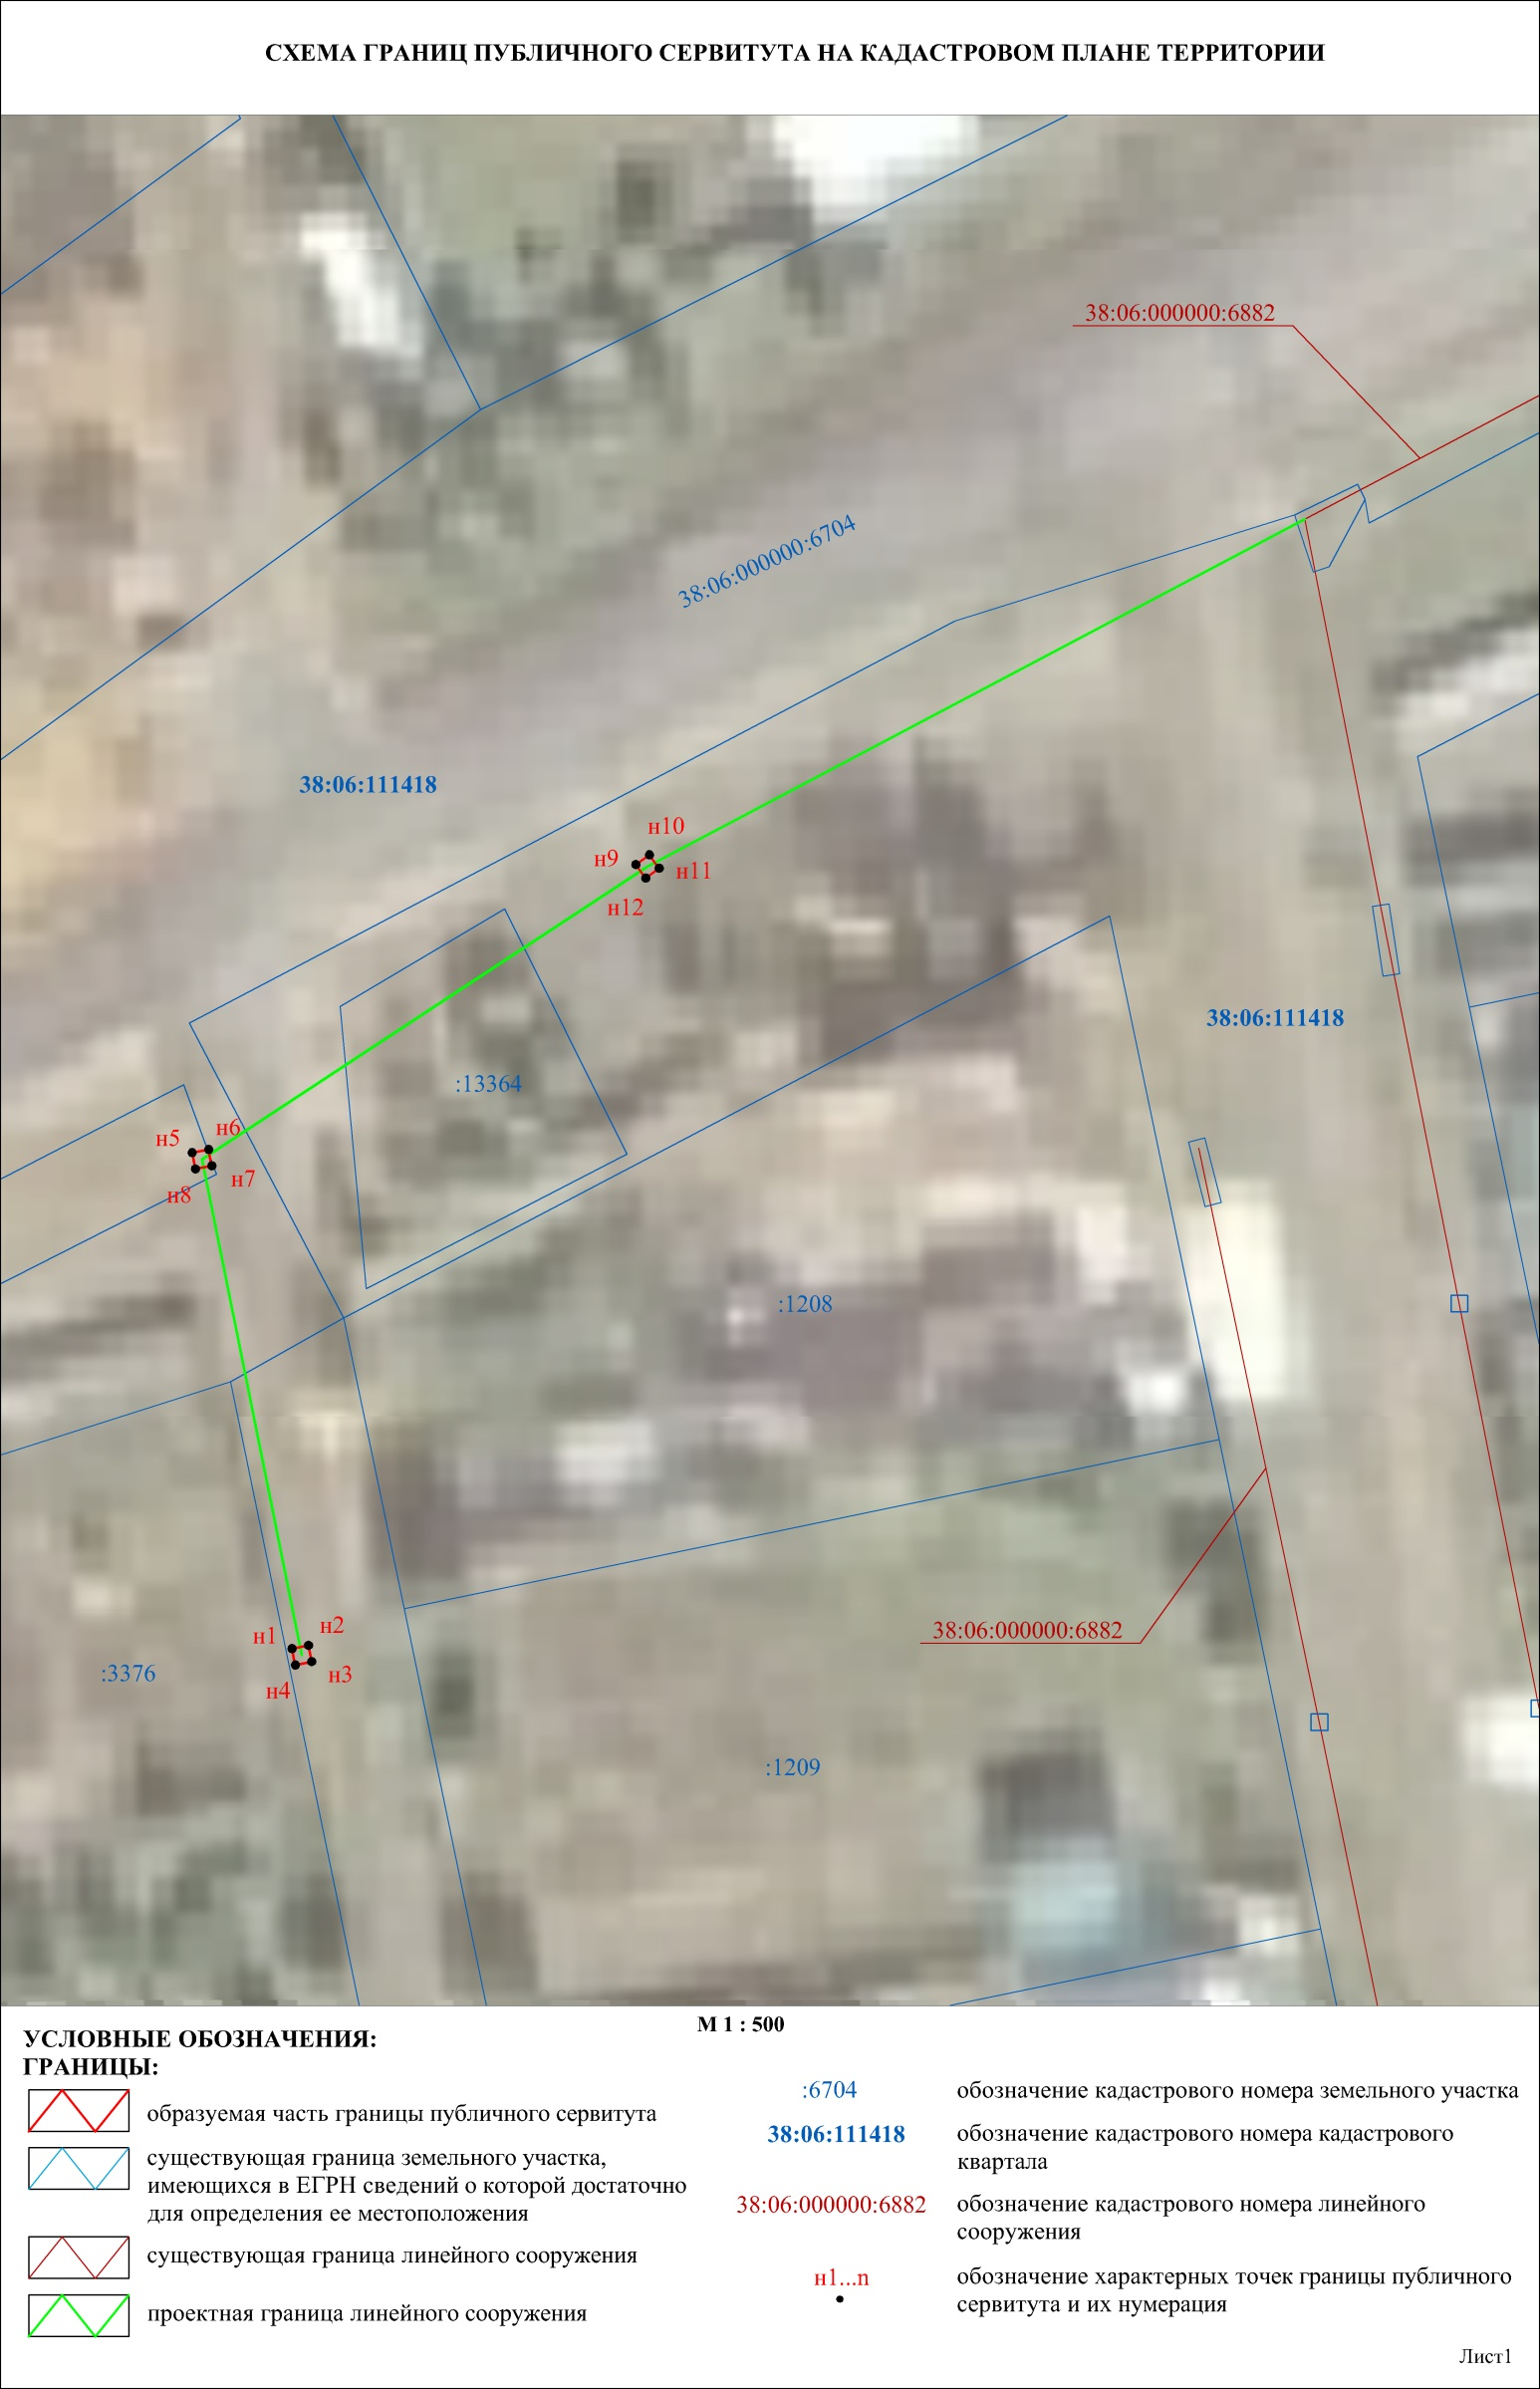 СХЕМА ГРАНИЦ ПУБЛИЧНОГО СЕРВИТУТА НА КАДАСТРОВОМ ПЛАНЕ ТЕРРИТОРИИ
38:06:000000:6882
38:06:000000:6704
38:06:111418
н10
н9
н11
н12
38:06:111418
:13364
н6
н5
н7
н8
:1208
н2
н1
38:06:000000:6882
:3376
н3
н4
:1209
М 1 : 500
УСЛОВНЫЕ ОБОЗНАЧЕНИЯ:
ГРАНИЦЫ:
образуемая часть границы публичного сервитута
существующая граница земельного участка,
имеющихся в ЕГРН сведений о которой достаточно
для определения ее местоположения
существующая граница линейного сооружения
проектная граница линейного сооружения
:6704
обозначение кадастрового номера земельного участка
38:06:111418
обозначение кадастрового номера кадастрового
квартала
38:06:000000:6882
обозначение кадастрового номера линейного
сооружения
н1...n
обозначение характерных точек границы публичного
сервитута и их нумерация
Лист1